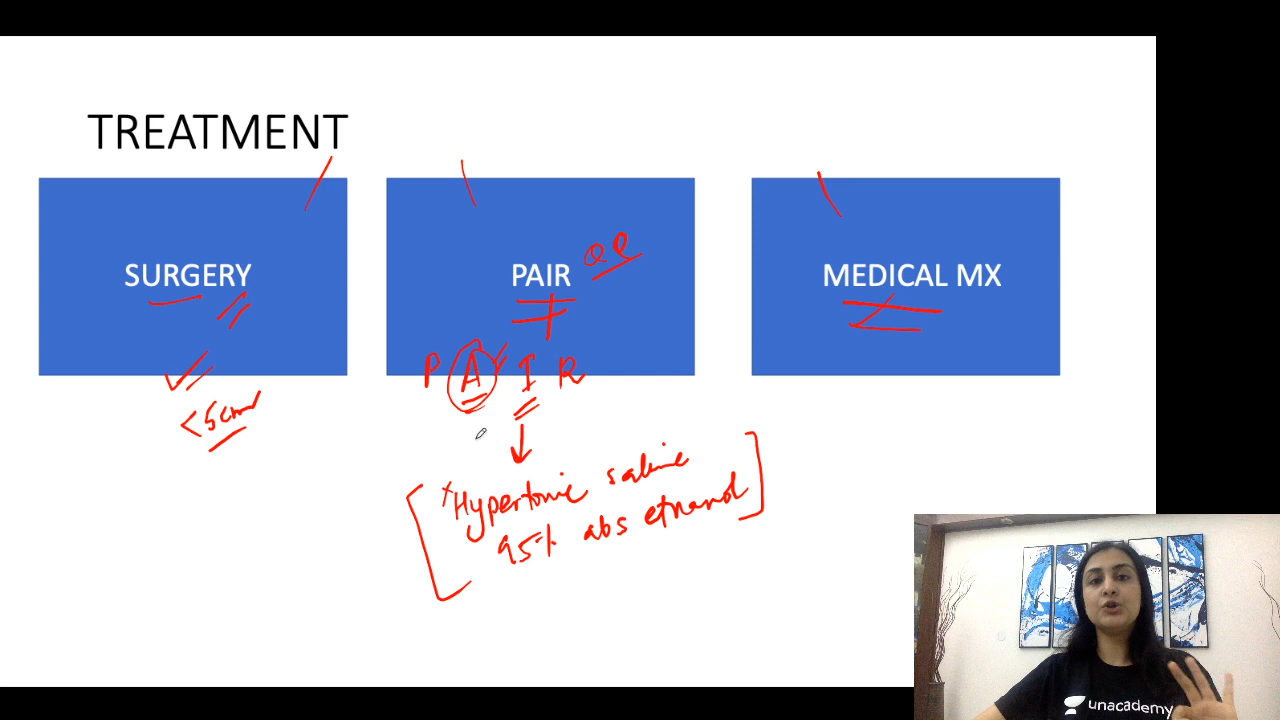 TREATMENT
SURGERY
PAIR
MEDICAL MX
P A I R
<5cm
*Hypertonic saline
95% abs ethanol
unacademy